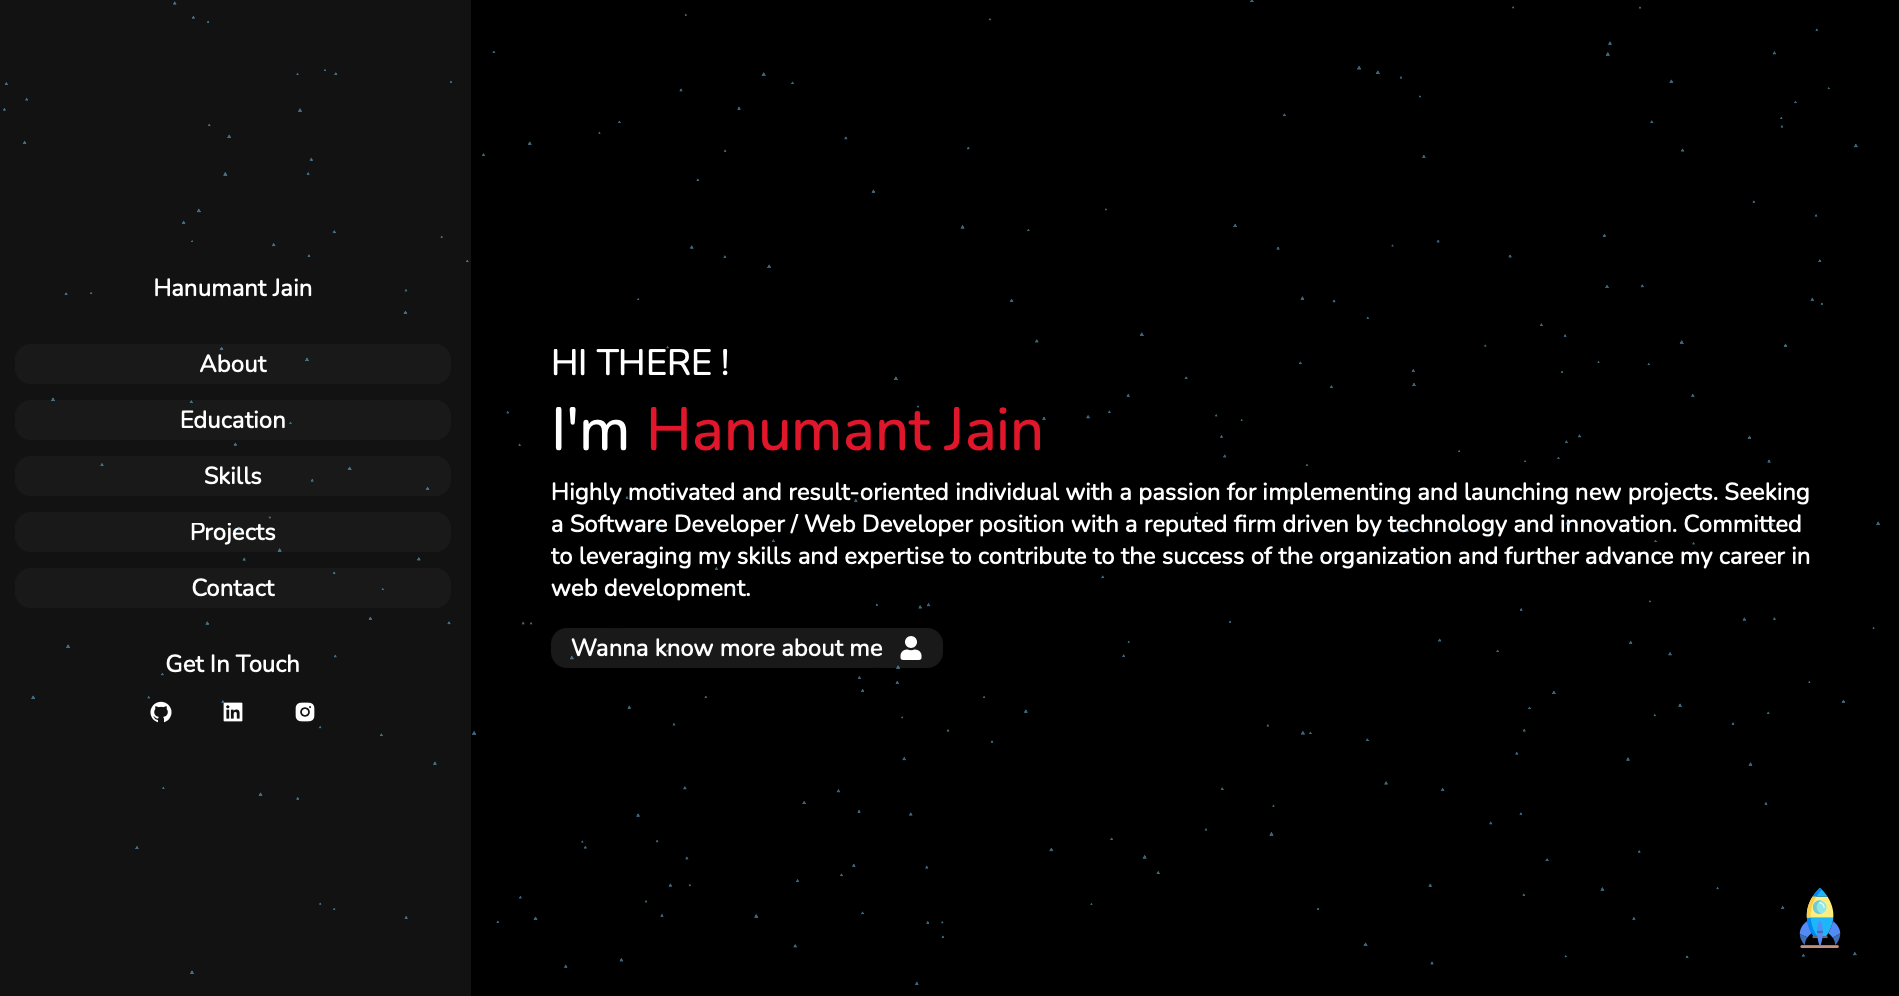 Hanumant Jain
About
Education
Skills
Projects
Contact
Get In Touch
HI THERE !
I'm Hanumant Jain
Highly motivated and result-oriented individual with a passion for implementing and launching new projects. Seeking
a Software Developer / Web Developer position with a reputed firm driven by technology and innovation. Committed
to leveraging my skills and expertise to contribute to the success of the organization and further advance my career in
web development.
Wanna know more about me